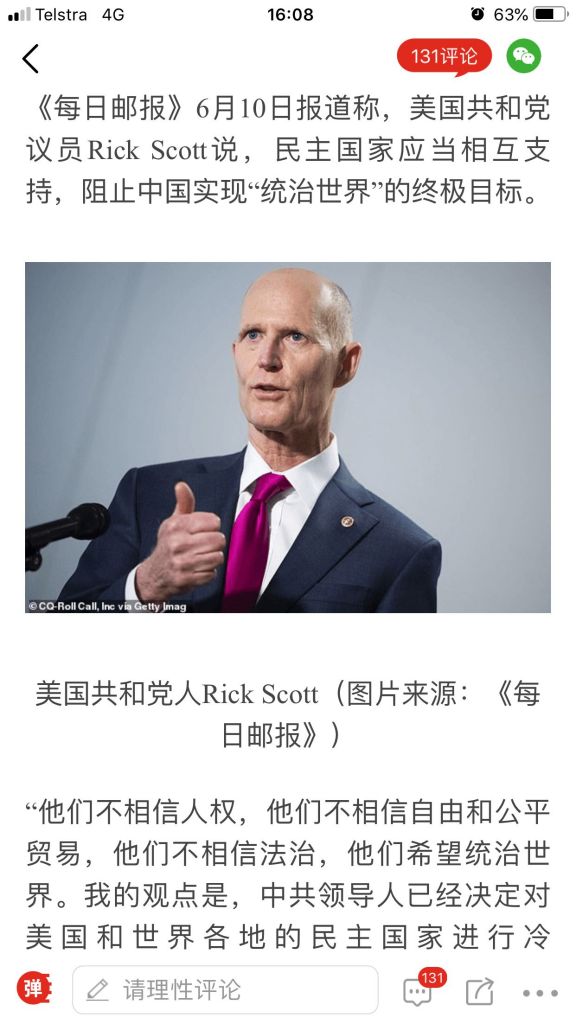 Telstra 4G 16:08 63%
131评论
《每日邮报》6月10日报道称，美国共和党
议员Rick Scott说，民主国家应当相互支
持，阻止中国实现“统治世界”的终极目标。
©CQ-Roll Call, Inc via Getty Imag
美国共和党人Rick Scott（图片来源：《每
日邮报》）
“他们不相信人权，他们不相信自由和公平
贸易，他们不相信法治，他们希望统治世
界。我的观点是，中共领导人已经决定对
美国和世界各地的民主国家进行冷
弹 请理性评论 131